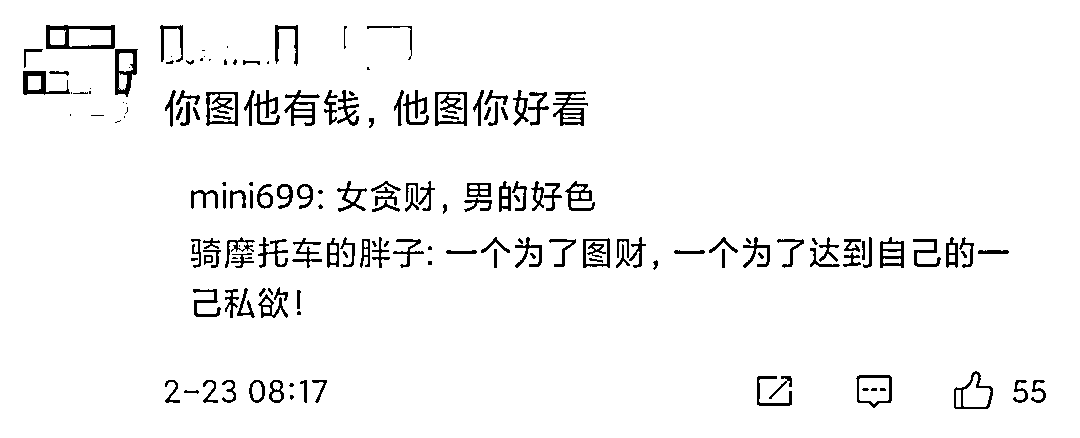 你图他有钱，他图你好看
mini699: 女贪财，男的好色
骑摩托车的胖子: 一个为了图财，一个为了达到自己的一
己私欲！
2-23 08:17
55